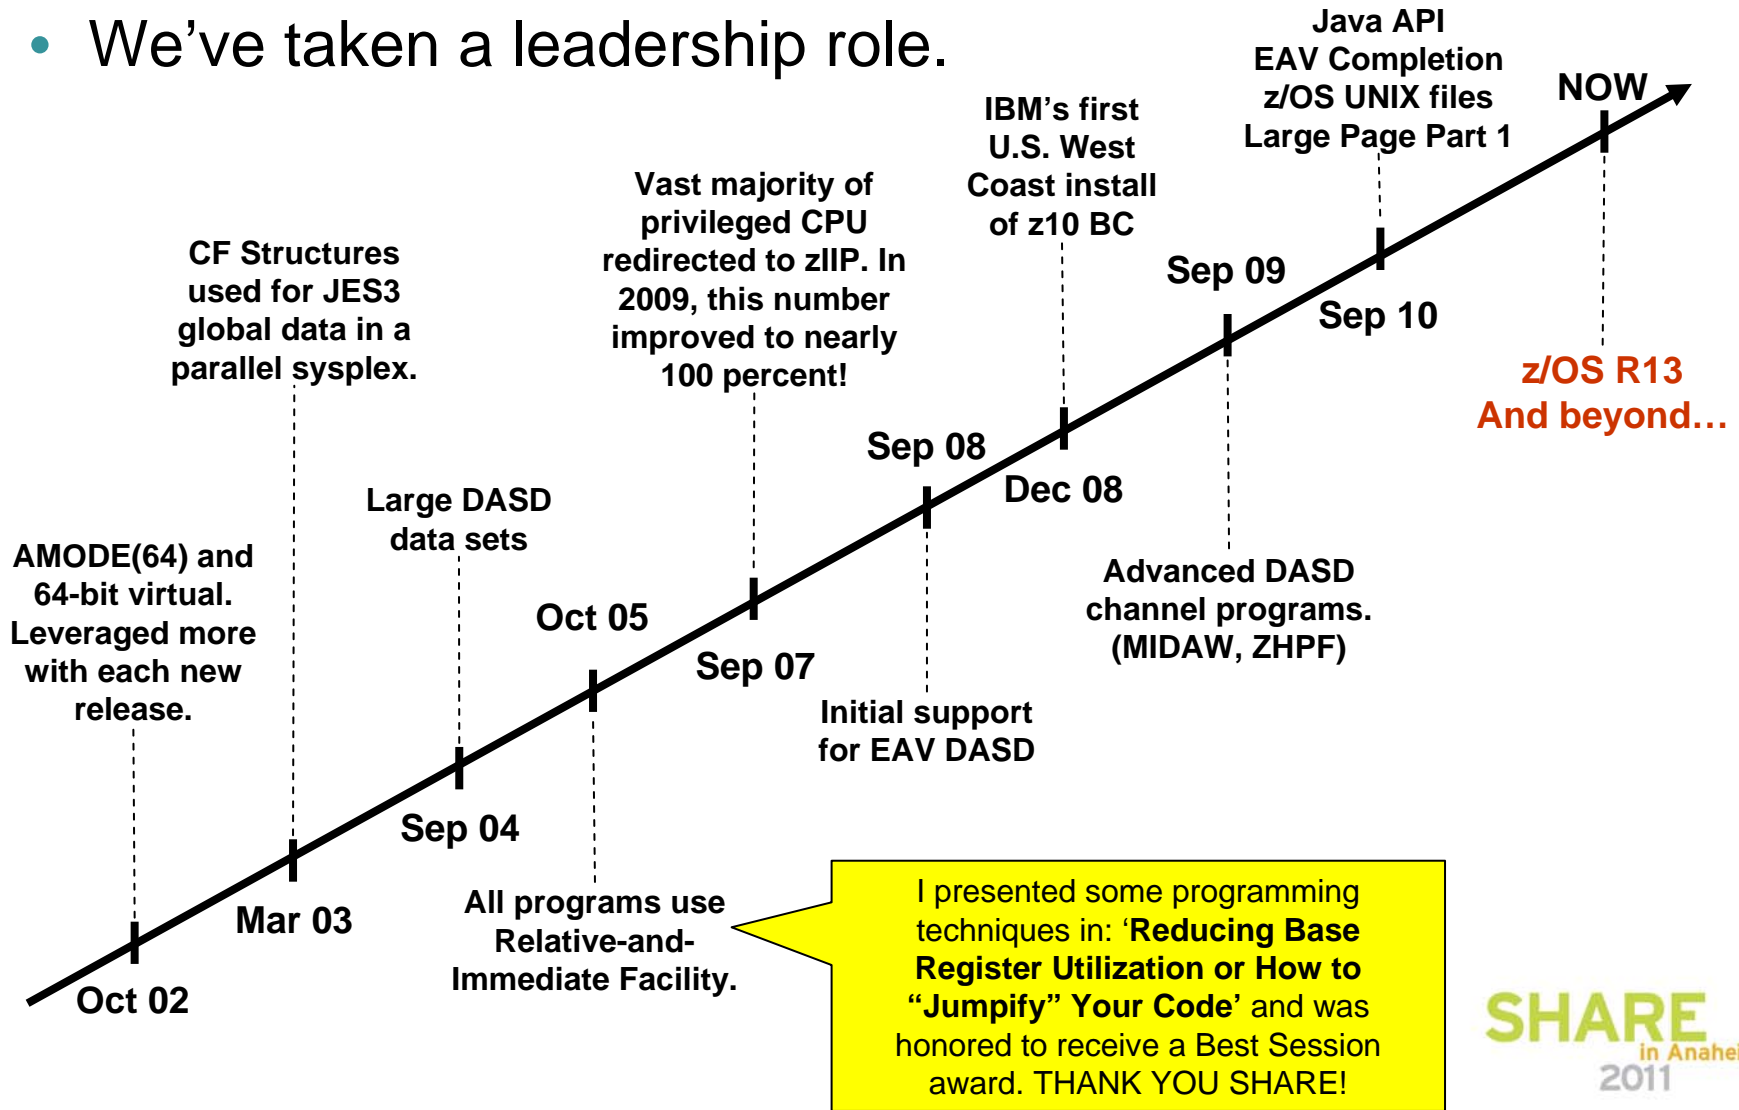 • We’ve taken a leadership role.
AMODE(64) and
64-bit virtual.
Leveraged more
with each new
release.
Oct 02
CF Structures
used for JES3
global data in a
parallel sysplex.
Mar 03
Large DASD
data sets
Sep 04
Oct 05
All programs use
Relative-and-
Immediate Facility.
Vast majority of
privileged CPU
redirected to zIIP. In
2009, this number
improved to nearly
100 percent!
Sep 07
Sep 08
Initial support
for EAV DASD
IBM’s first
U.S. West
Coast install
of z10 BC
Dec 08
Sep 09
Advanced DASD
channel programs.
(MIDAW, ZHPF)
Java API
EAV Completion
z/OS UNIX files
Large Page Part 1
Sep 10
NOW
z/OS R13
And beyond…
I presented some programming
techniques in: ‘Reducing Base
Register Utilization or How to
“Jumpify” Your Code’ and was
honored to receive a Best Session
award. THANK YOU SHARE!
SHARE
in Anahei
2011